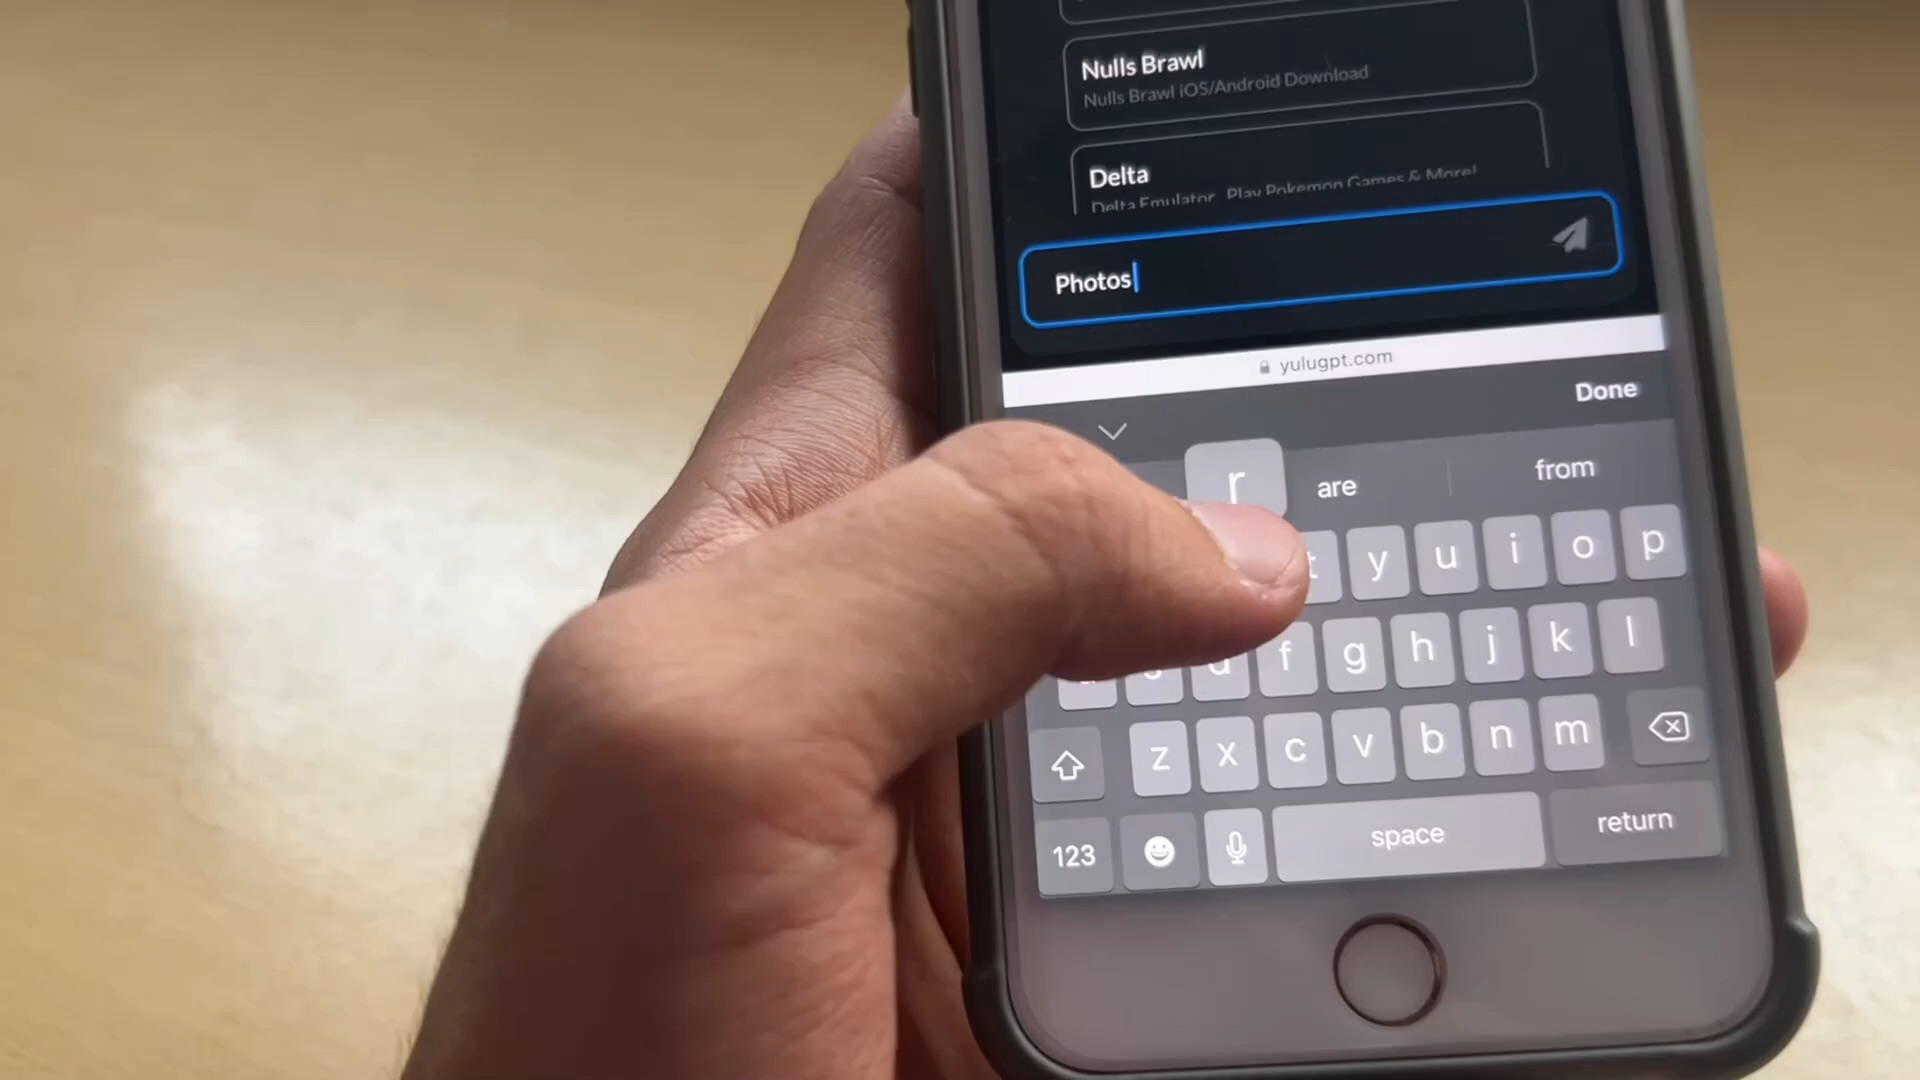 Nulls Brawl
Nulls Brawl iOS/Android Download
Delta
Delta Emulator, Play Pokemon Games & More!
Photos
yulugpt.com
Done
r
are
from
t y u i o p
f g h j k l
z x c v b n m
123
space
return